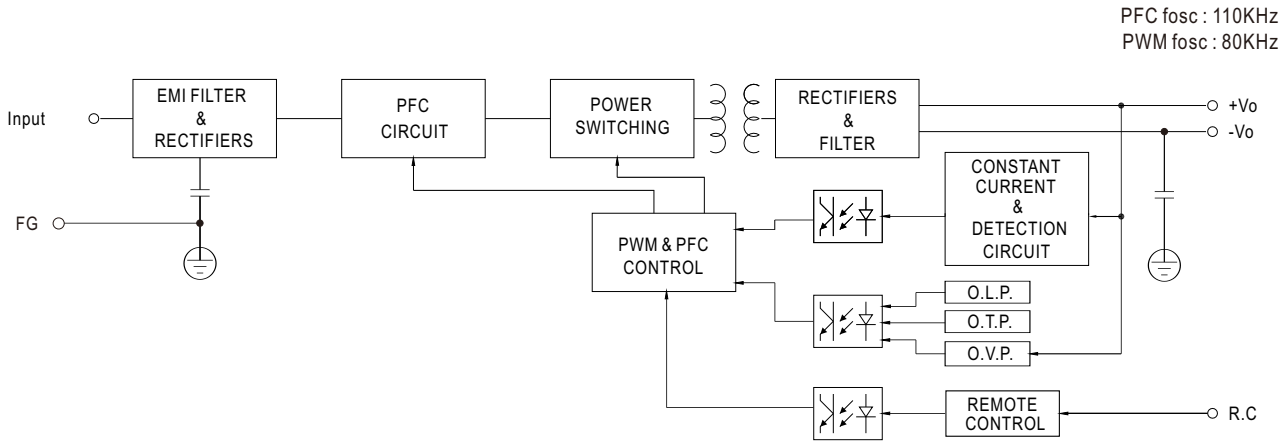 PFC fosc : 110KHz
PWM fosc : 80KHz
Input
EMI FILTER
&
RECTIFIERS
PFC
CIRCUIT
POWER
SWITCHING
RECTIFIERS
&
FILTER
+Vo
-Vo
FG
PWM & PFC
CONTROL
CONSTANT
CURRENT
&
DETECTION
CIRCUIT
O.L.P.
O.T.P.
O.V.P.
REMOTE
CONTROL
R.C